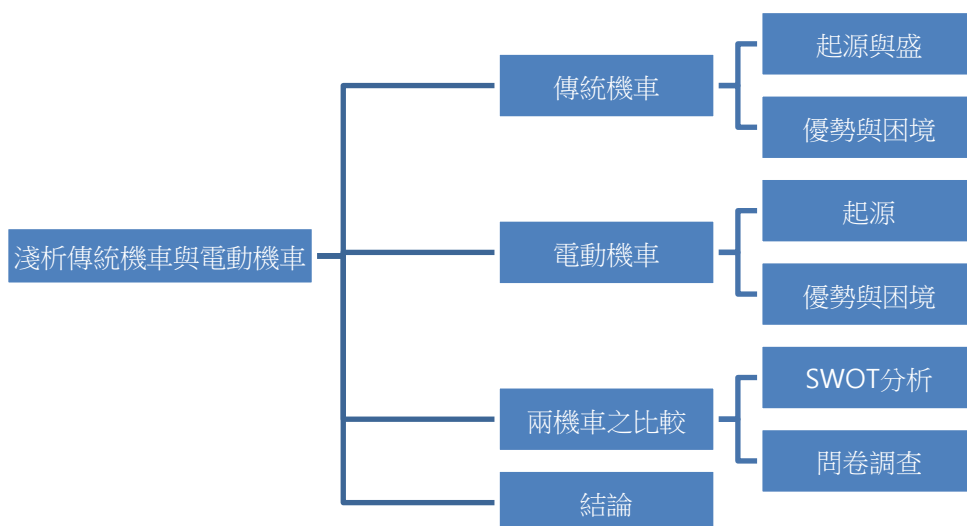 淺析傳統機車與電動機車
傳統機車
起源與盛
優勢與困境
電動機車
起源
優勢與困境
兩機車之比較
SWOT分析
問卷調查
結論